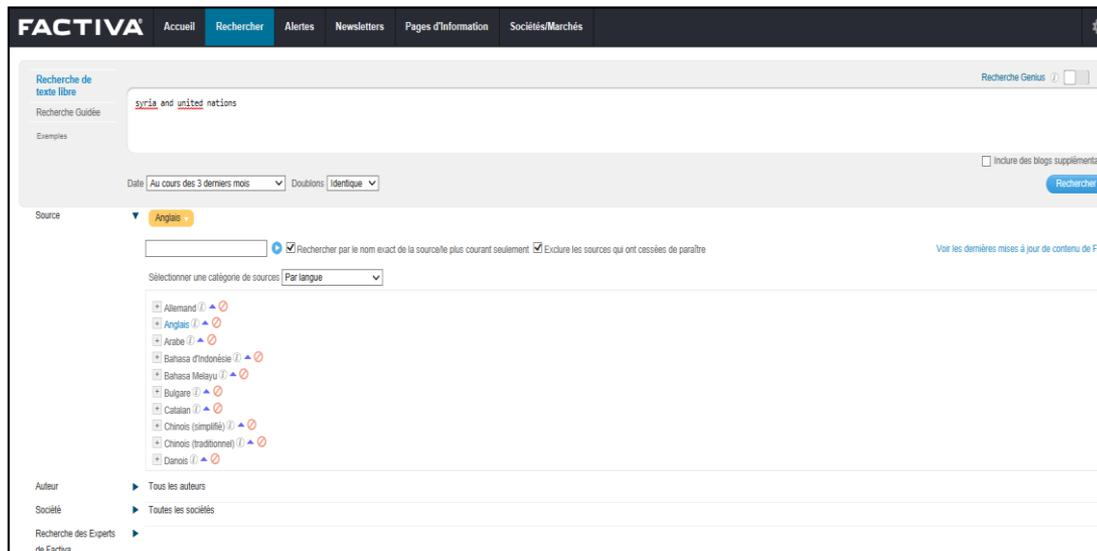 FACTIVA® Accueil Rechercher Alertes Newsletters Pages d'Information Sociétés/Marchés
Recherche de
texte libre
Recherche Genius
syria and united nations
Recherche Guidée
Exemples
Inclure des blogs supplémenta
Date Au cours des 3 derniers mois Doublons Identique Rechercher
Source Anglais
Rechercher par le nom exact de la source/le plus courant seulement Exclure les sources qui ont cessées de paraître Voir les dernières mises à jour de contenu de F
Sélectionner une catégorie de sources Par langue
Allemand
Anglais
Arabe
Bahasa d'Indonésie
Bahasa Melayu
Bulgare
Catalan
Chinois (simplifié)
Chinois (traditionnel)
Danois
Auteur Tous les auteurs
Société Toutes les sociétés
Recherche des Experts
de Factiva